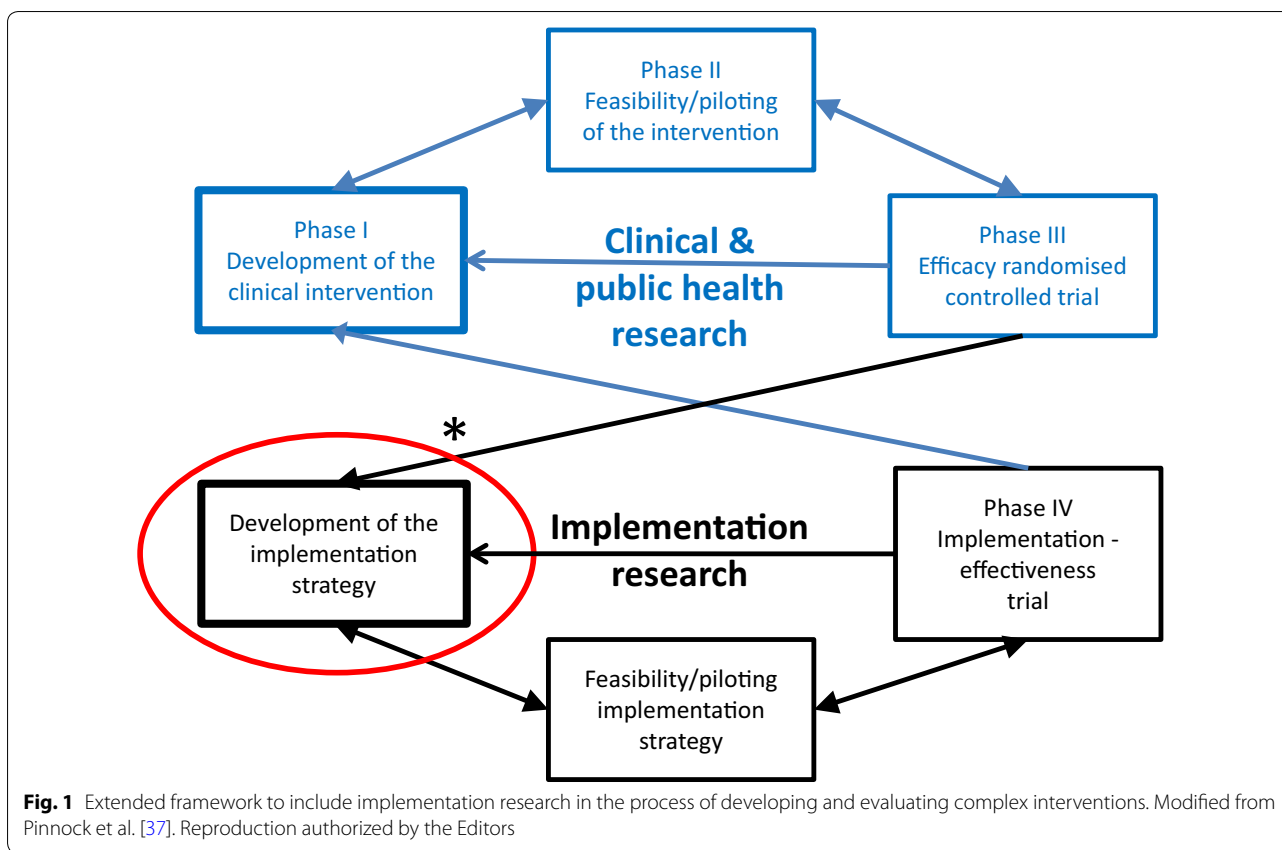 Phase II
Feasibility/piloting
of the intervention
Phase I
Development of the
clinical intervention
Clinical &
public health
research
Phase III
Efficacy randomised
controlled trial
*
Development of the
implementation
strategy
Implementation
research
Phase IV
Implementation -
effectiveness
trial
Feasibility/piloting
implementation
strategy
Fig. 1 Extended framework to include implementation research in the process of developing and evaluating complex interventions. Modified from
Pinnock et al. [37]. Reproduction authorized by the Editors